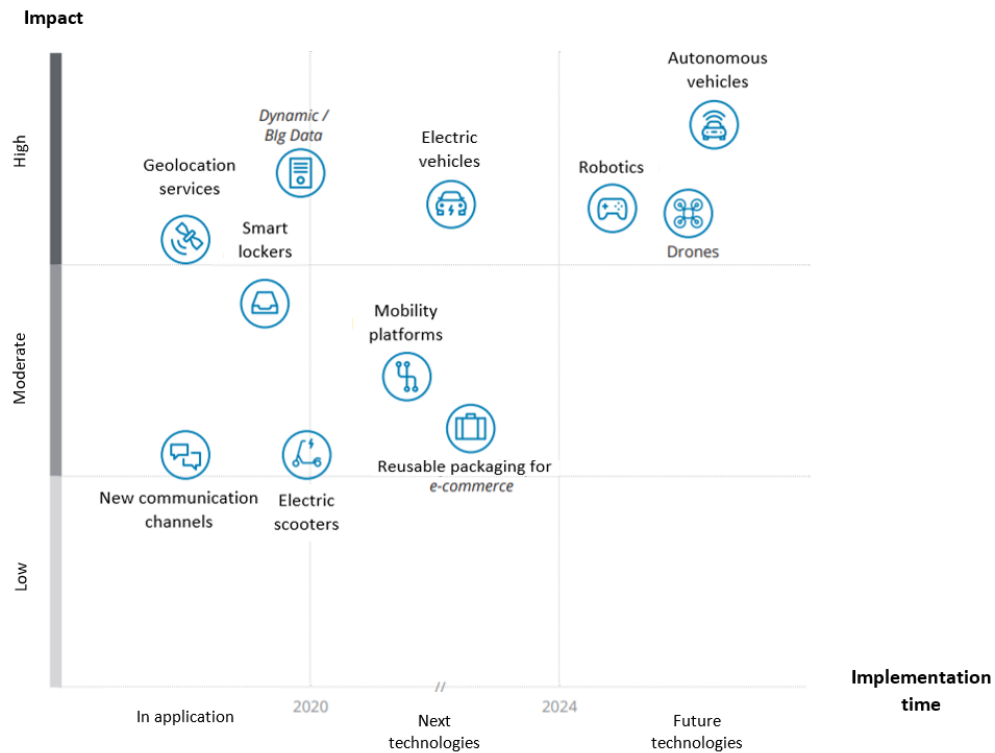 Impact
Autonomous
vehicles
Dynamic /
BIg Data
Electric
vehicles
High
Geolocation
services
Robotics
Smart
lockers
Drones
Mobility
platforms
Moderate
Reusable packaging for
e-commerce
New communication
channels
Electric
scooters
Low
Implementation
time
2020
//
2024
In application
Next
technologies
Future
technologies